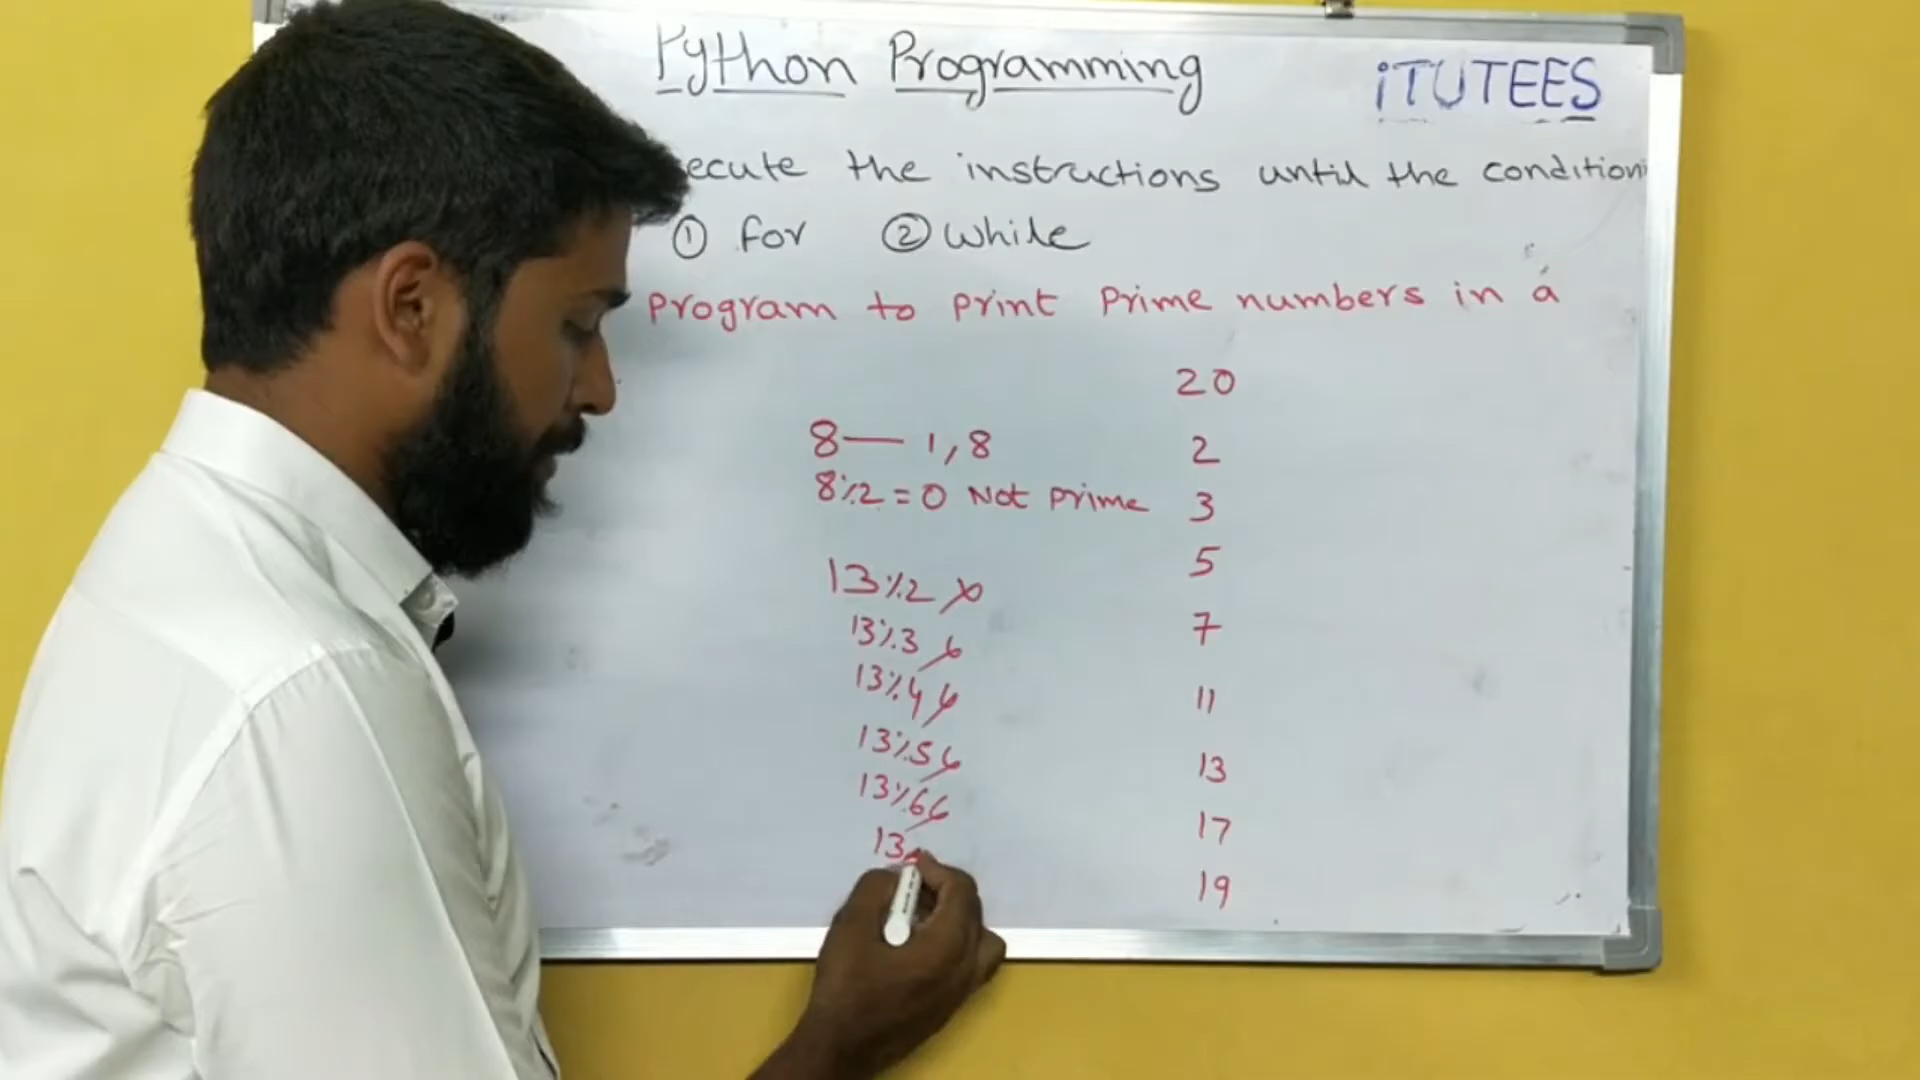 Python Programming
iTUTEES
ecute the instructions until the condition
① for ② while
program to print prime numbers in a
20
8 — 1,8
2
8%2=0 Not prime
3
13%2 ×
5
13%3
7
13%4
11
13%5
13
13%6
17
13
19